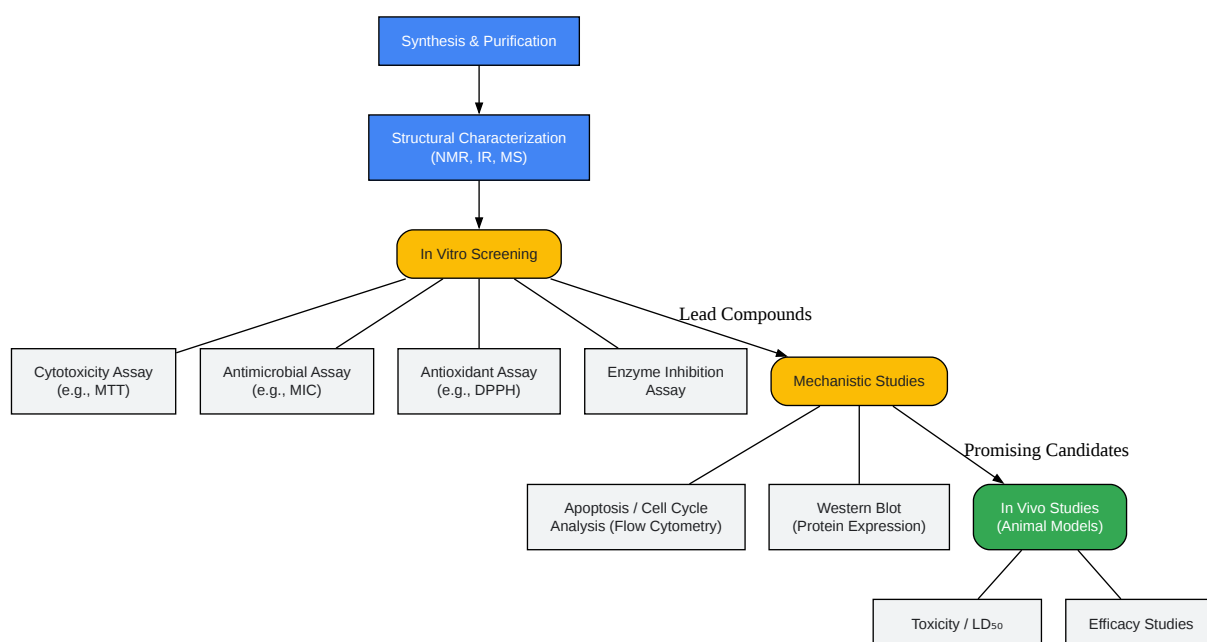 Synthesis & Purification
Structural Characterization
(NMR, IR, MS)
In Vitro Screening
Lead Compounds
Cytotoxicity Assay
(e.g., MTT)
Antimicrobial Assay
(e.g., MIC)
Antioxidant Assay
(e.g., DPPH)
Enzyme Inhibition
Assay
Mechanistic Studies
Promising Candidates
Apoptosis / Cell Cycle
Analysis (Flow Cytometry)
Western Blot
(Protein Expression)
In Vivo Studies
(Animal Models)
Toxicity / LD₅₀
Efficacy Studies